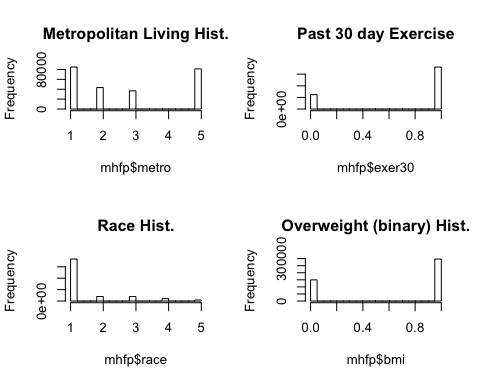 Metropolitan Living Hist.
Frequency
0 80000
1 2 3 4 5
mhfp$metro
Past 30 day Exercise
Frequency
0e+00
0.0 0.4 0.8
mhfp$exer30
Race Hist.
Frequency
0e+00
1 2 3 4 5
mhfp$race
Overweight (binary) Hist.
Frequency
0 300000
0.0 0.4 0.8
mhfp$bmi